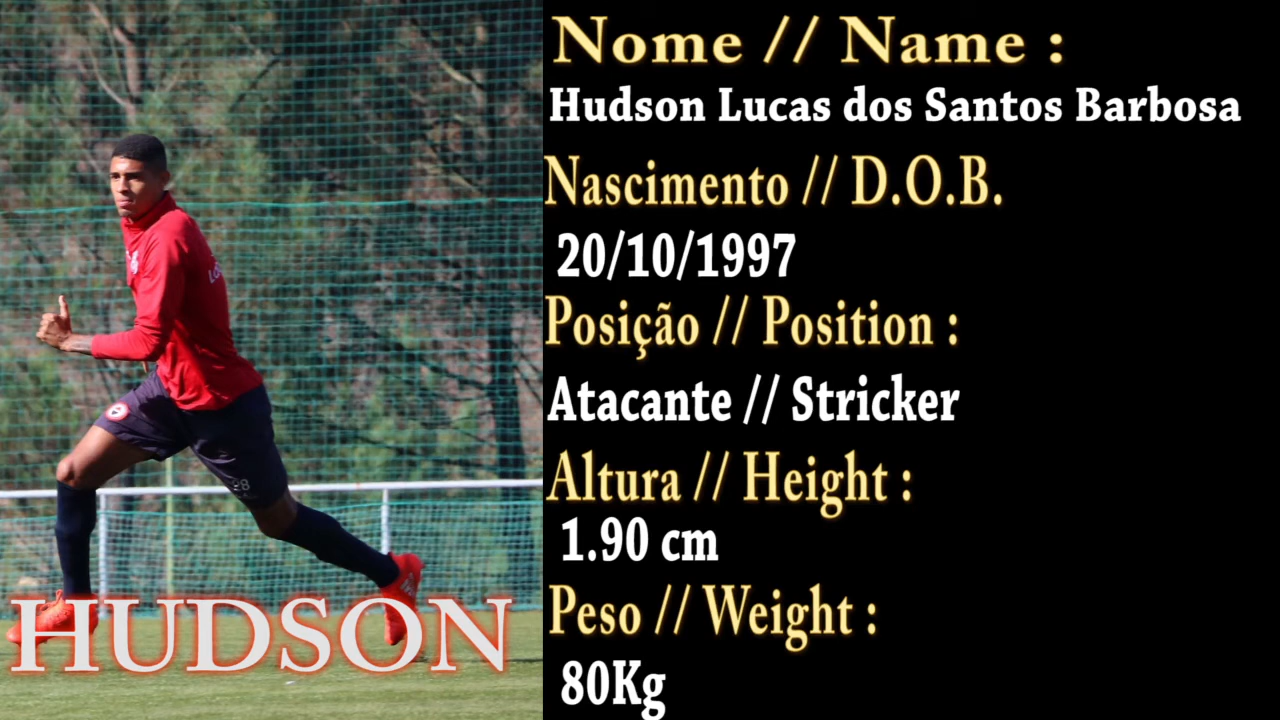 Nome // Name :
Hudson Lucas dos Santos Barbosa
Nascimento // D.O.B.
20/10/1997
Posição // Position :
Atacante // Stricker
Altura // Height :
1.90 cm
Peso // Weight :
80Kg
HUDSON
28